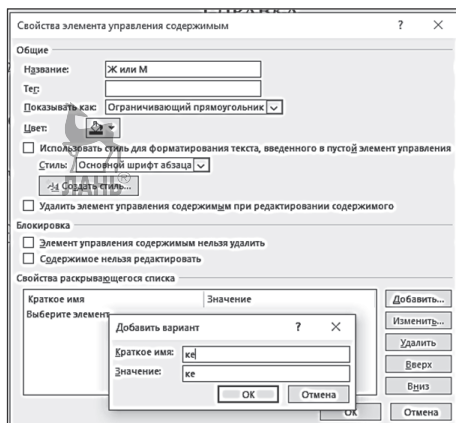 СПРАВКА
Свойства элемента управления содержимым ? ×
Общие
Название: Ж или М
Тег:
Показывать как: Ограничивающий прямоугольник
Цвет:
Использовать стиль для форматирования текста, введенного в пустой элемент управления
Стиль: Основной шрифт абзаца
Создать стиль...
ЛАНЬ®
Удалить элемент управления содержимым при редактировании содержимого
Блокировка
Элемент управления содержимым нельзя удалить
Содержимое нельзя редактировать
Свойства раскрывающегося списка
Краткое имя Значение Добавить...
Выберите элемент Изменить...
Удалить
Вверх
Вниз
Добавить вариант ? ×
Краткое имя: ке
Значение: ке
ОК Отмена
ОК Отмена